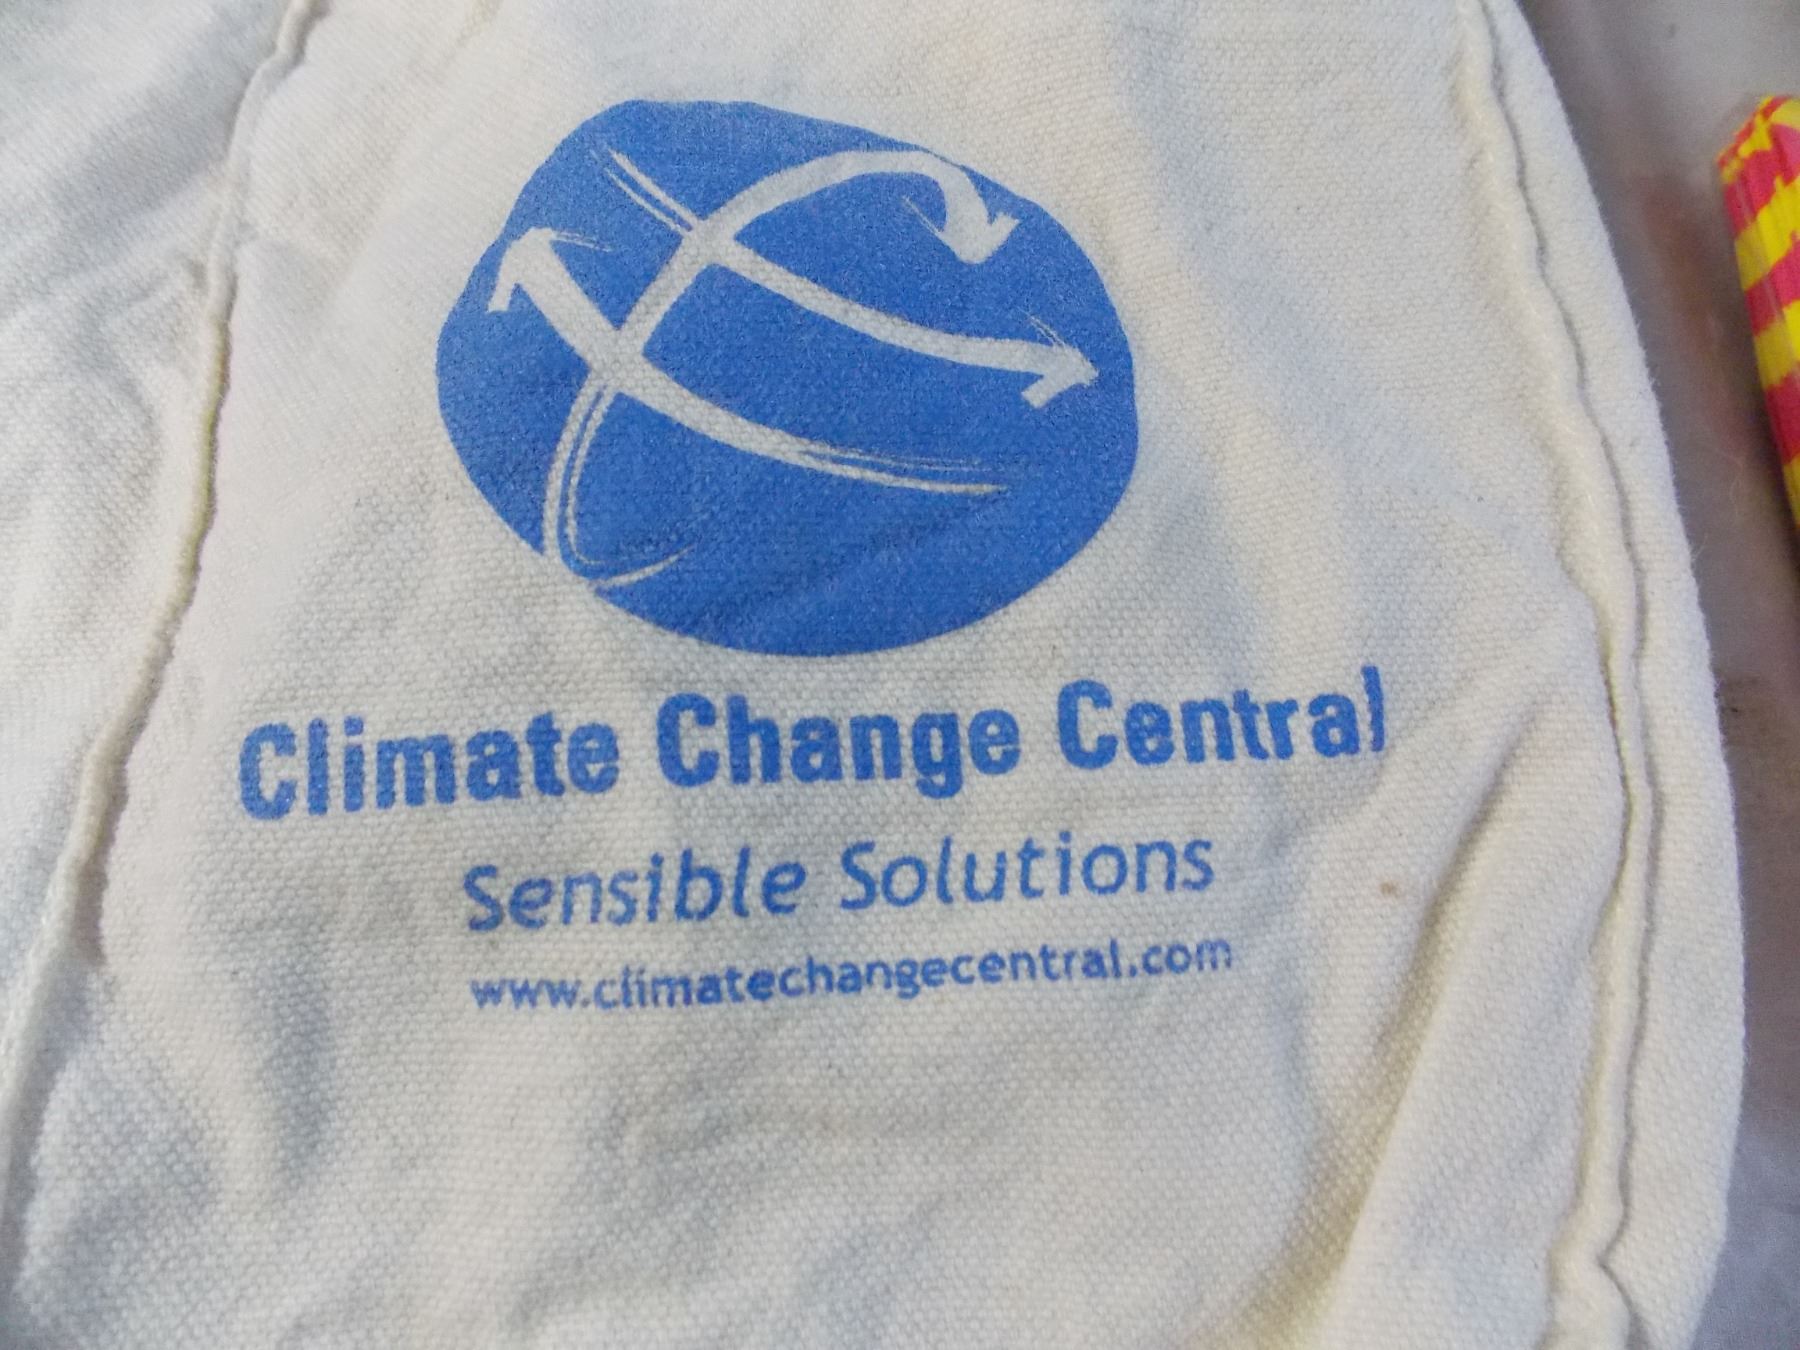 Climate Change Central
Sensible Solutions
www.climatechangecentral.com